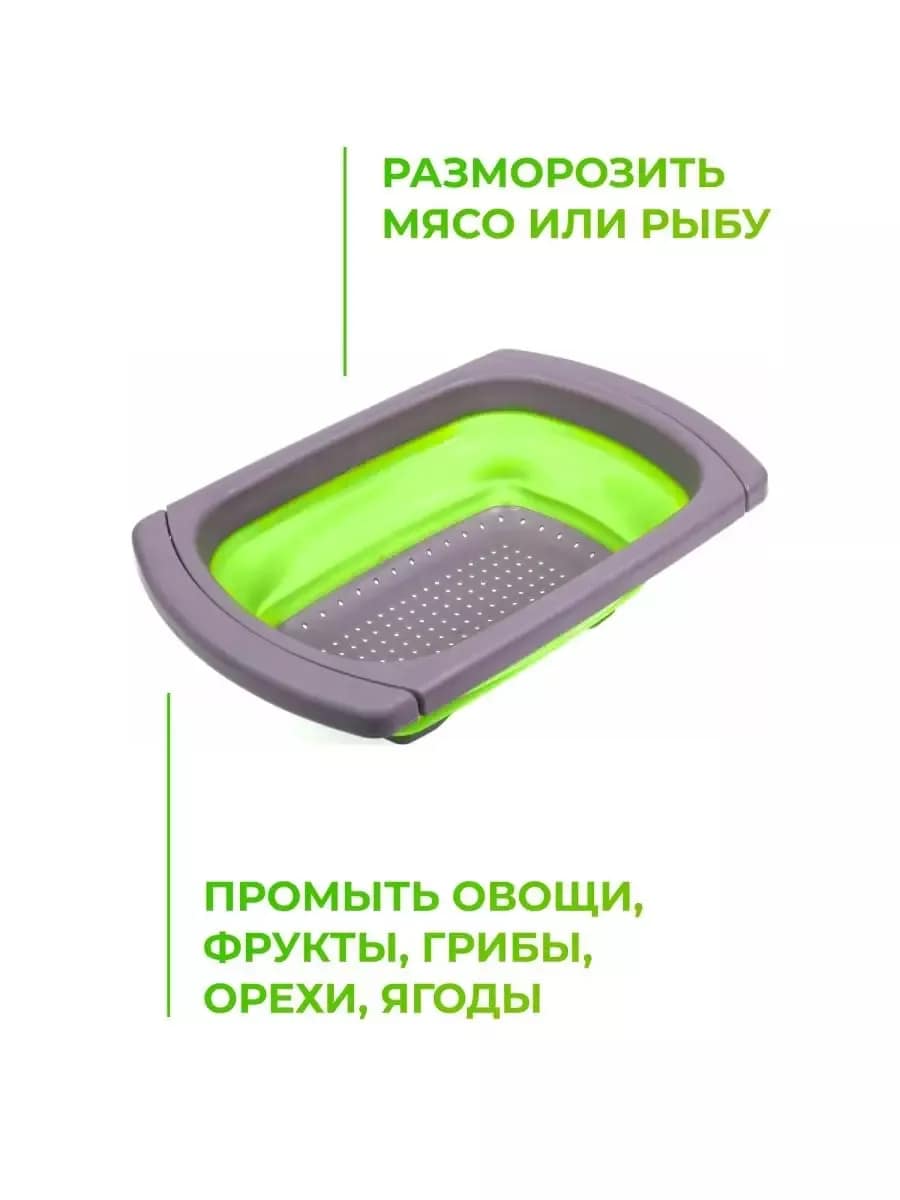 РАЗМОРОЗИТЬ
МЯСО ИЛИ РЫБУ
ПРОМЫТЬ ОВОЩИ,
ФРУКТЫ, ГРИБЫ,
ОРЕХИ, ЯГОДЫ